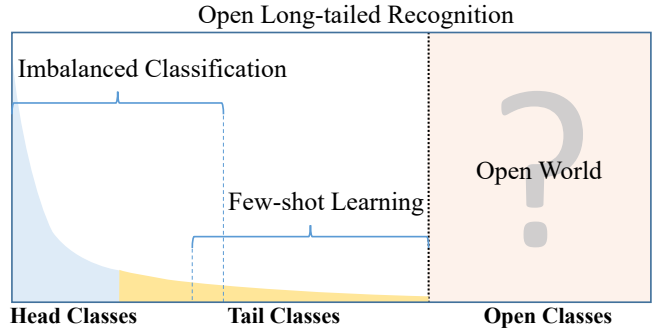 Open Long-tailed Recognition
Imbalanced Classification
?
Open World
Few-shot Learning
Head Classes
Tail Classes
Open Classes